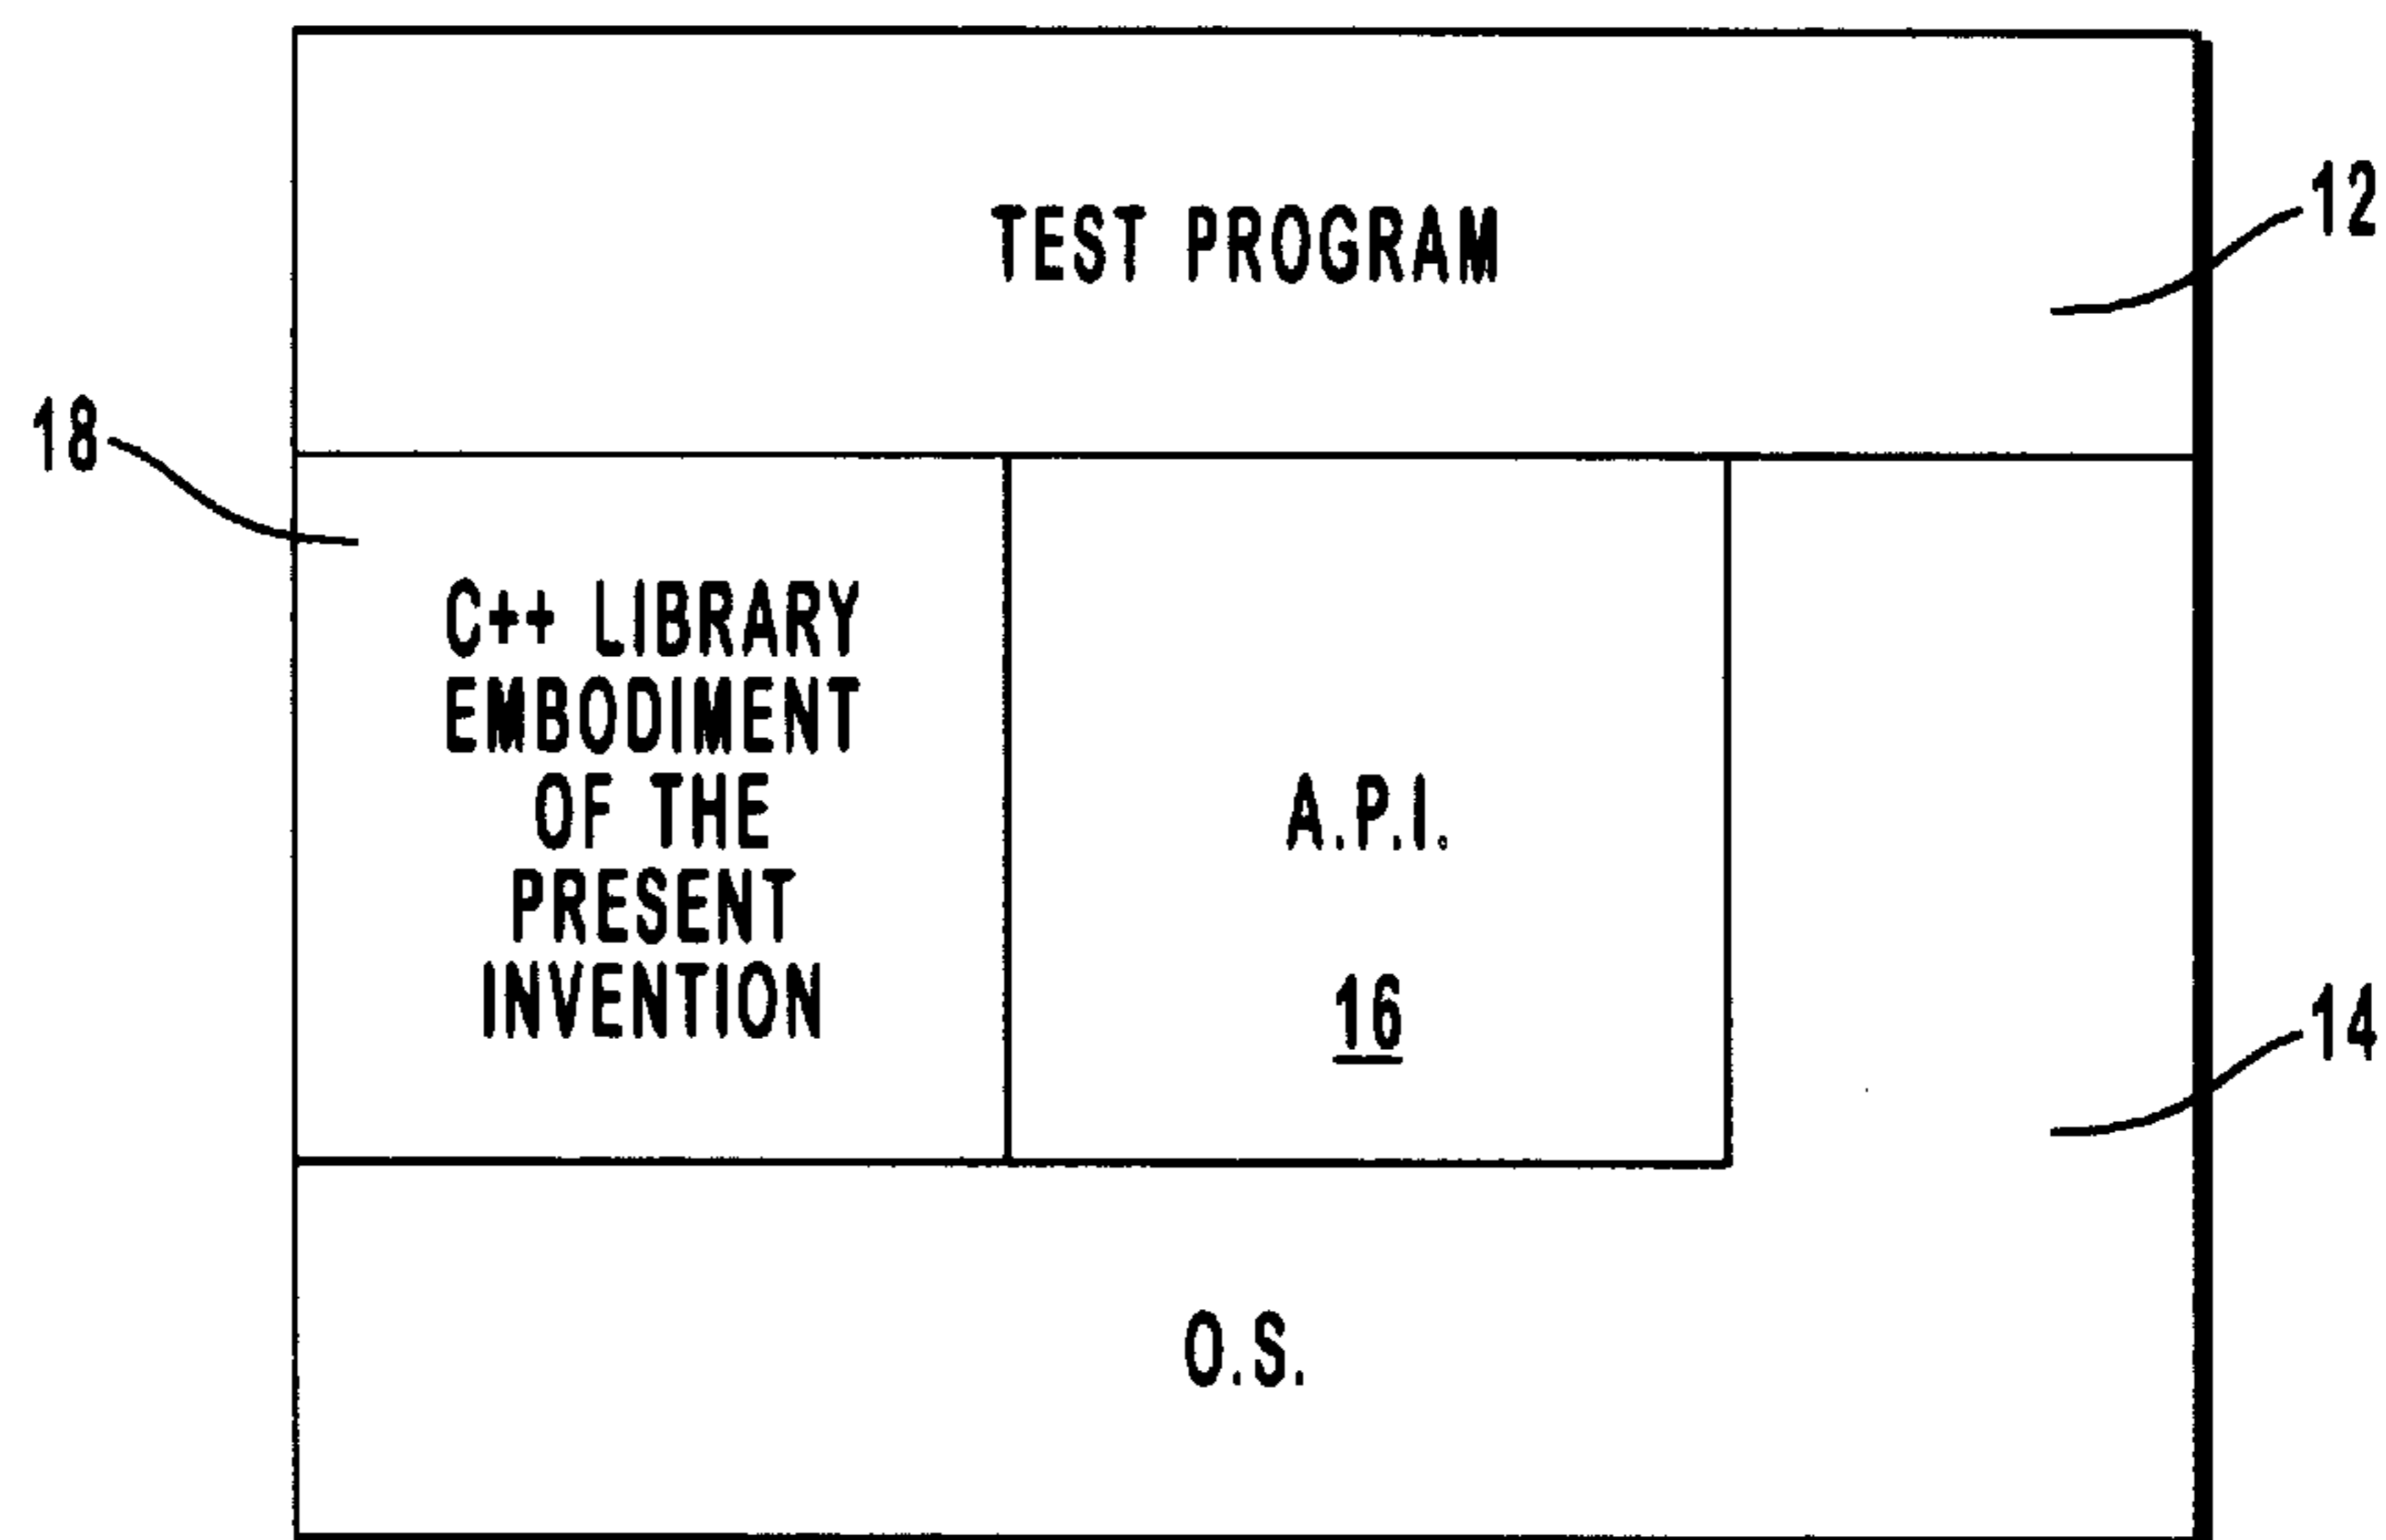 TEST PROGRAM
12
18
C++ LIBRARY
EMBODIMENT
OF THE
PRESENT
INVENTION
A.P.I.
16
14
O.S.